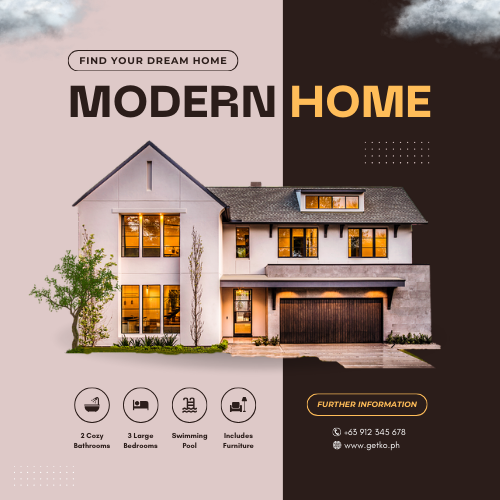 FIND YOUR DREAM HOME
MODERN HOME
2 Cozy
Bathrooms
3 Large
Bedrooms
Swimming
Pool
Includes
Furniture
FURTHER INFORMATION
+63 912 345 678
www.getko.ph